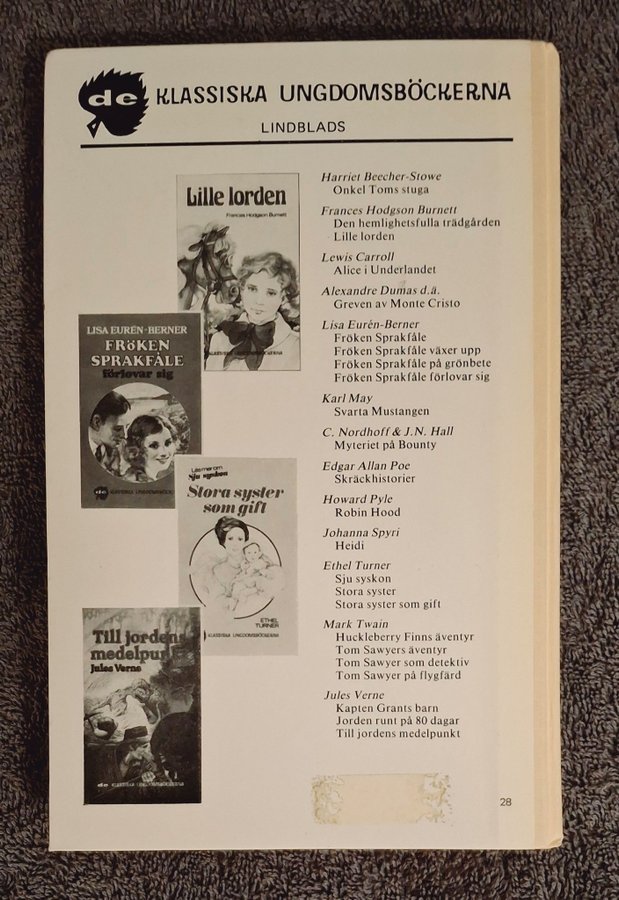 de KLASSISKA UNGDOMSBÖCKERNA
LINDBLADS
Lille lorden
Frances Hodgson Burnett
KLASSISKA UNGDOMSBÖCKERNA
LISA EURÉN-BERNER
FRÖKEN
SPRAKFÅLE
förlovar sig
de KLASSISKA UNGDOMSBÖCK
Läs mer om
Sju syskon
Stora syster
som gift
ETHEL
TURNER
KLASSISKA UNGDOMSBÖCKERNA
Till jordens
medelpunkt
Jules Verne
de KLASSISKA UNGDOMSBÖCKERNA
Harriet Beecher-Stowe
Onkel Toms stuga
Frances Hodgson Burnett
Den hemlighetsfulla trädgården
Lille lorden
Lewis Carroll
Alice i Underlandet
Alexandre Dumas d.ä.
Greven av Monte Cristo
Lisa Eurén-Berner
Fröken Sprakfåle
Fröken Sprakfåle växer upp
Fröken Sprakfåle på grönbete
Fröken Sprakfåle förlovar sig
Karl May
Svarta Mustangen
C. Nordhoff & J.N. Hall
Myteriet på Bounty
Edgar Allan Poe
Skräckhistorier
Howard Pyle
Robin Hood
Johanna Spyri
Heidi
Ethel Turner
Sju syskon
Stora syster
Stora syster som gift
Mark Twain
Huckleberry Finns äventyr
Tom Sawyers äventyr
Tom Sawyer som detektiv
Tom Sawyer på flygfärd
Jules Verne
Kapten Grants barn
Jorden runt på 80 dagar
Till jordens medelpunkt
28